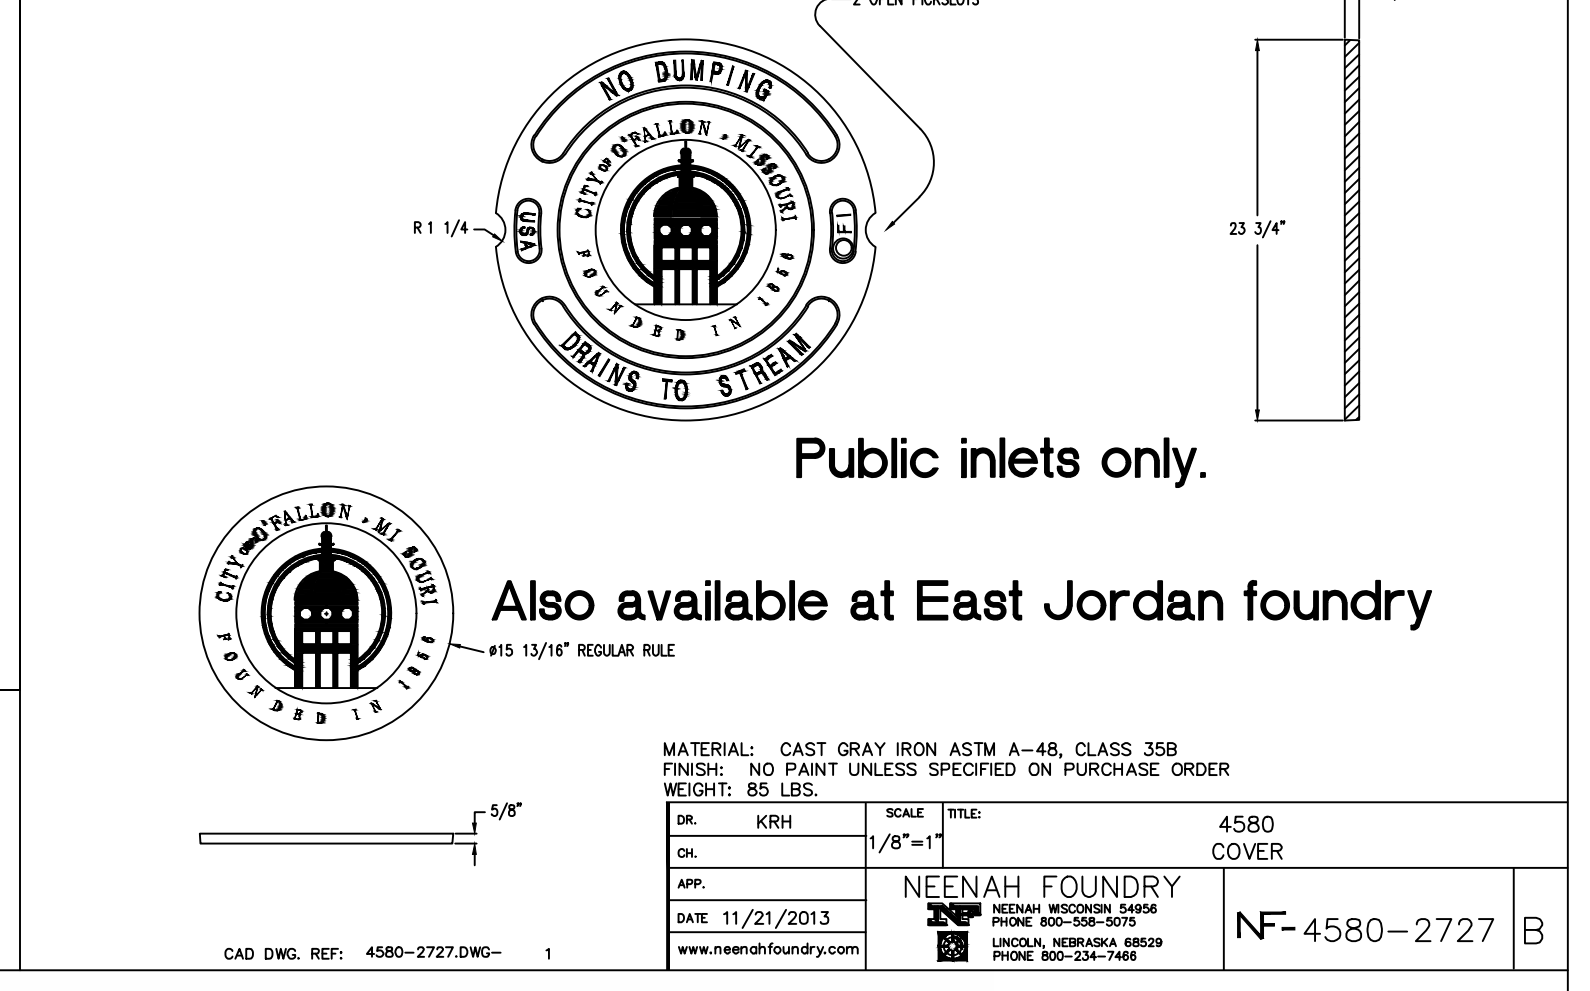 2 OPEN PICKSLOTS
NO DUMPING
CITY OF O'FALLON, MISSOURI
FOUNDED IN 1856
R 1 1/4
USA
DRAINS TO STREAM
23 3/4"
Public inlets only.
CITY O'FALLON, MI SOURI
FOUNDED IN 1856
Also available at East Jordan foundry
ø15 13/16" REGULAR RULE
MATERIAL: CAST GRAY IRON ASTM A-48, CLASS 35B
FINISH: NO PAINT UNLESS SPECIFIED ON PURCHASE ORDER
WEIGHT: 85 LBS.
5/8"
DR. KRH
SCALE
1/8"=1"
TITLE:
4580
COVER
CH.
APP.
DATE 11/21/2013
www.neenahfoundry.com
NEENAH FOUNDRY
NF
NEENAH WISCONSIN 54956
PHONE 800-558-5075
LINCOLN, NEBRASKA 68529
PHONE 800-234-7466
NF-4580-2727
B
CAD DWG. REF: 4580-2727.DWG- 1